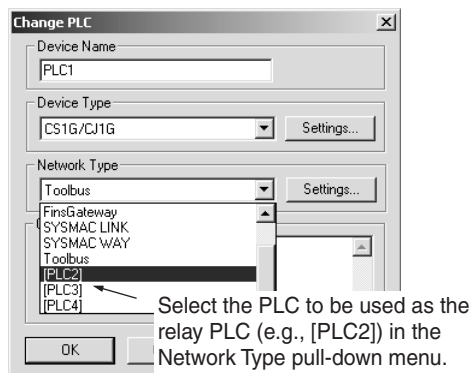 Change PLC
Device Name
PLC1
Device Type
CS1G/CJ1G
Settings...
Network Type
Toolbus
Settings...
FinsGateway
SYSMAC LINK
SYSMAC WAY
Toolbus
[PLC2]
[PLC3]
[PLC4]
Select the PLC to be used as the
relay PLC (e.g., [PLC2]) in the
Network Type pull-down menu.
OK